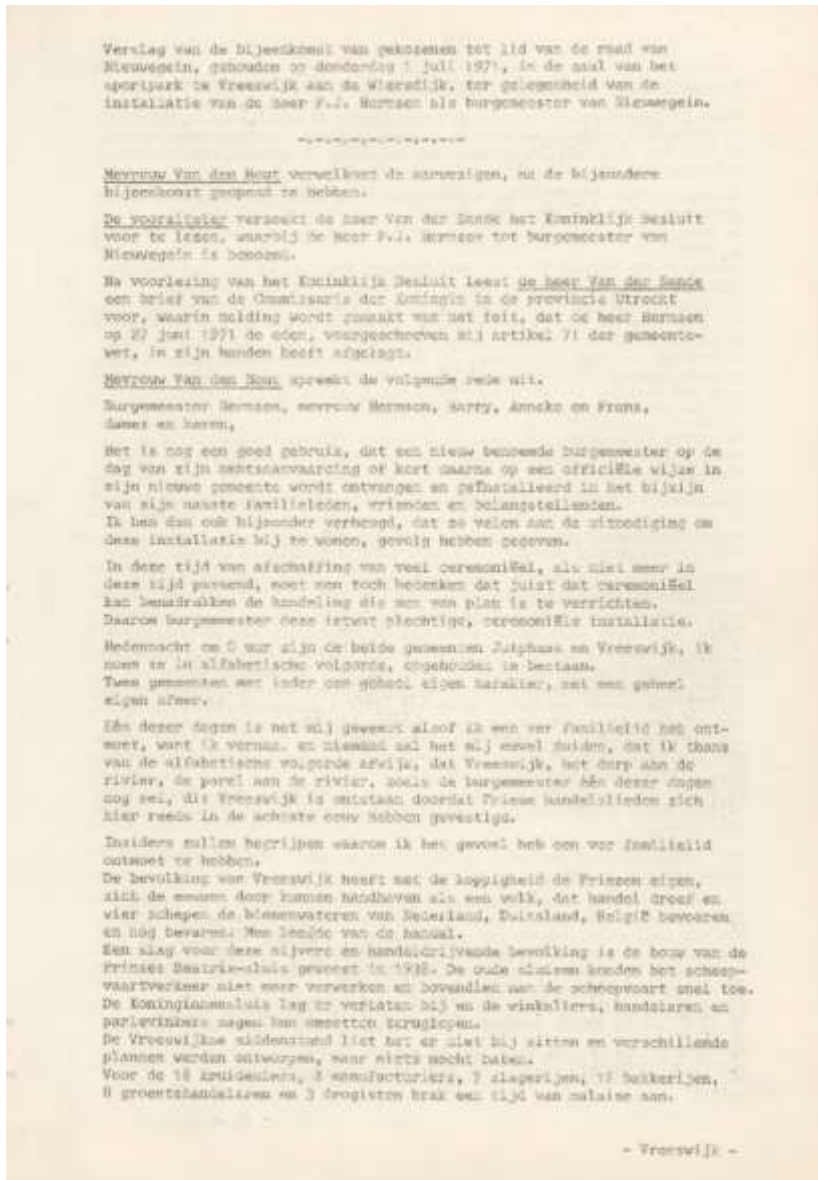 Verslag van de bijeenkomst van gekozenen tot lid van de raad van
Nieuwegein, gehouden op donderdag 1 juli 1971, in de zaal van het
sportpark te Vreeswijk aan de Wiersdijk, ter gelegenheid van de
installatie van de heer F.J. Hermsen als burgemeester van Nieuwegein.
-.-.-.-.-.-.-.-.-
Mevrouw Van den Hout verwelkomt de aanwezigen, na de bijzondere
bijeenkomst geopend te hebben.
De voorzitster verzoekt de heer Van der Sande het Koninklijk Besluit
voor te lezen, waarbij de heer F.J. Hermsen tot burgemeester van
Nieuwegein is benoemd.
Na voorlezing van het Koninklijk Besluit leest de heer Van der Sande
een brief van de Commissaris der Koningin in de provincie Utrecht
voor, waarin melding wordt gemaakt van het feit, dat de heer Hermsen
op 22 juni 1971 de eden, voorgeschreven bij artikel 71 der gemeente-
wet, in zijn handen heeft afgelegd.
Mevrouw Van den Hout spreekt de volgende rede uit.
Burgemeester Hermsen, mevrouw Hermsen, Harry, Anneke en Frans,
dames en heren,
Het is nog een goed gebruik, dat een nieuw benoemde burgemeester op de
dag van zijn ambtsaanvaarding of kort daarna op een officiële wijze in
zijn nieuwe gemeente wordt ontvangen en geïnstalleerd in het bijzijn
van zijn naaste familieleden, vrienden en belangstellenden.
Ik ben dan ook bijzonder verheugd, dat zo velen aan de uitnodiging om
deze installatie bij te wonen, gevolg hebben gegeven.
In deze tijd van afschaffing van veel ceremoniëel, als niet meer in
deze tijd passend, moet men toch bedenken dat juist dat ceremoniëel
kan benadrukken de handeling die men van plan is te verrichten.
Daarom burgemeester deze ietwat plechtige, ceremoniële installatie.
Hedennacht om 0 uur zijn de beide gemeenten Jutphaas en Vreeswijk, ik
noem ze in alfabetische volgorde, opgehouden te bestaan.
Twee gemeenten met ieder een geheel eigen karakter, met een geheel
eigen sfeer.
Eén dezer dagen is het mij geweest alsof ik een ver familielid heb ont-
moet, want ik vernam, en niemand zal het mij euvel duiden, dat ik thans
van de alfabetische volgorde afwijk, dat Vreeswijk, het dorp aan de
rivier, de parel aan de rivier, zoals de burgemeester één dezer dagen
nog zei, dit Vreeswijk is ontstaan doordat Friese handelslieden zich
hier reeds in de achtste eeuw hebben gevestigd.
Insiders zullen begrijpen waarom ik het gevoel heb een ver familielid
ontmoet te hebben.
De bevolking van Vreeswijk heeft met de koppigheid de Friezen eigen,
zich de eeuwen door kunnen handhaven als een volk, dat handel dreef en
wier schepen de binnenwateren van Nederland, Duitsland, België bevoeren
en nog bevaren. Men leefde van de handel.
Een slag voor deze nijvere en handeldrijvende bevolking is de bouw van de
Prinses Beatrix-sluis geweest in 1938. De oude sluizen konden het scheep-
vaartverkeer niet meer verwerken en bovendien nam de scheepvaart snel toe.
De Koninginnensluis lag er verlaten bij en de winkeliers, handelaren en
parlevinkers zagen hun omzetten teruglopen.
De Vreeswijkse middenstand liet het er niet bij zitten en verschillende
plannen werden ontworpen, maar niets mocht baten.
Voor de 18 kruideniers, manufacturiers, 7 slagerijen, bakkerijen,
8 groentehandelaren en 3 drogisten brak een tijd van malaise aan.
- Vreeswijk -